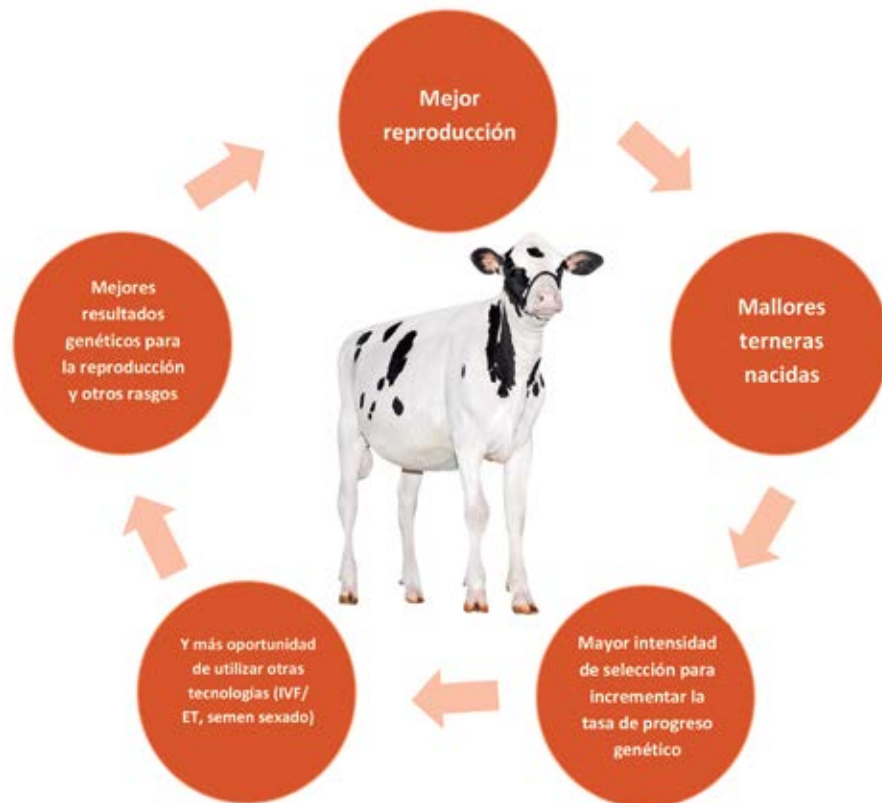 Mejor
reproducción
Mallores
terneras
nacidas
Mayor intensidad
de selección para
incrementar la
tasa de progreso
genético
Y más oportunidad
de utilizar otras
tecnologías (IVF/
ET, semen sexado)
Mejores
resultados
genéticos para
la reproducción
y otros rasgos